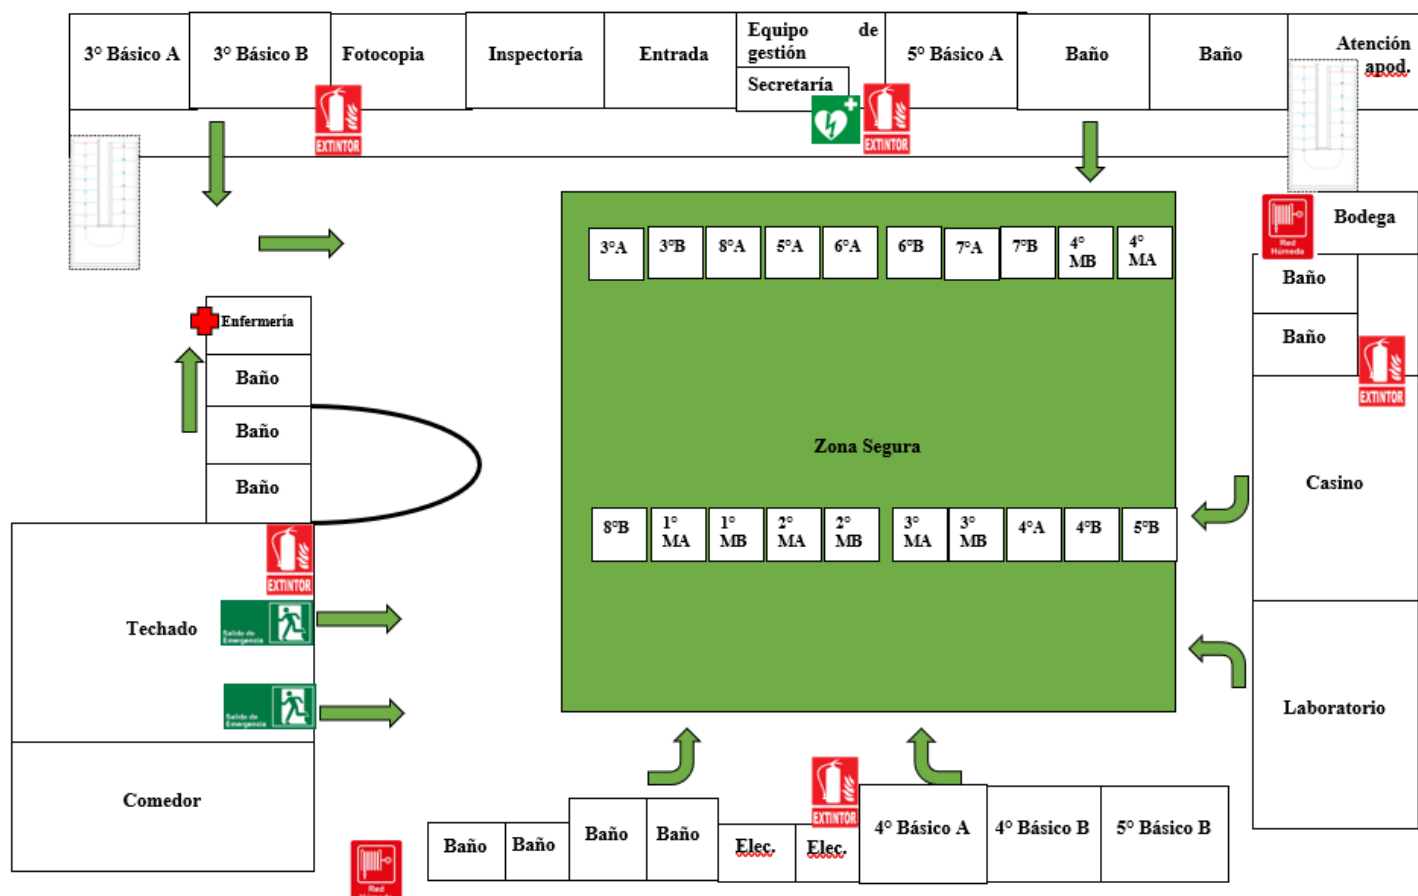 3° Básico A
3° Básico B
Fotocopia
Inspectoría
Entrada
Equipo de
gestión
Secretaría
5° Básico A
Baño
Baño
Atención
apod.
EXTINTOR
EXTINTOR
Bodega
Red
Húmeda
Baño
Baño
EXTINTOR
3°A
3°B
8°A
5°A
6°A
6°B
7°A
7°B
4°
MB
4°
MA
Enfermería
Baño
Baño
Baño
Zona Segura
Casino
8°B
1°
MA
1°
MB
2°
MA
2°
MB
3°
MA
3°
MB
4°A
4°B
5°B
EXTINTOR
Techado
Salida de
Emergencia
Salida de
Emergencia
Laboratorio
Comedor
EXTINTOR
Baño
Baño
Baño
Baño
Elec.
Elec.
4° Básico A
4° Básico B
5° Básico B
Red
Húmeda